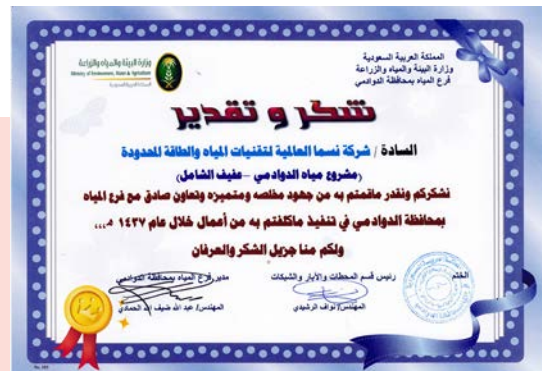 المملكة العربية السعودية
وزارة البيئة والمياه والزراعة
فرع المياه بمحافظة الدوادمي
وزارة البيئة والمياه والزراعة
Ministry of Environment, Water & Agriculture
المملكة العربية السعودية
شكر و تقدير
السادة / شركة نسما العالمية لتقنيات المياه والطاقة المحدودة
(مشروع مياه الدوادمي – عفيف الشامل)
نشكركم ونقدر ماقمتم به من جهود مخلصه ومتميزه وتعاون صادق مع فرع المياه
بمحافظة الدوادمي في تنفيذ ماكلفتم به من أعمال خلال عام ١٤٣٧ هـ،،،
ولكم منا جزيل الشكر والعرفان
الختم
رئيس قسم المحطات والآبار والشبكات
المهندس/ نواف الرشيدي
مدير فرع المياه بمحافظة الدوادمي
المهندس/ عبد الله ضيف الله الحمادي